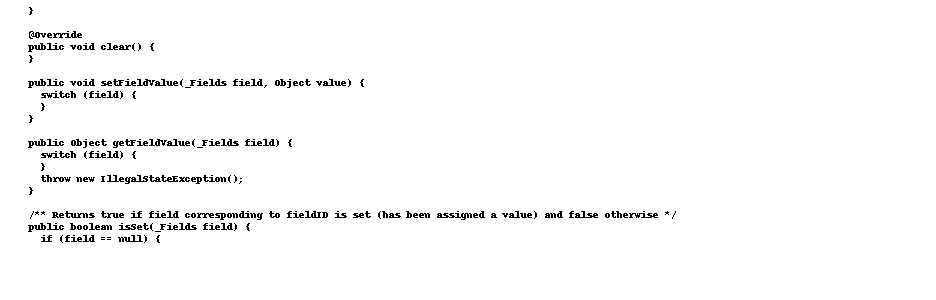 }

@Override
public void clear() {
}

public void setFieldValue(_Fields field, Object value) {
  switch (field) {
  }
}

public Object getFieldValue(_Fields field) {
  switch (field) {
  }
  throw new IllegalStateException();
}

/** Returns true if field corresponding to fieldID is set (has been assigned a value) and false otherwise */
public boolean isSet(_Fields field) {
  if (field == null) {